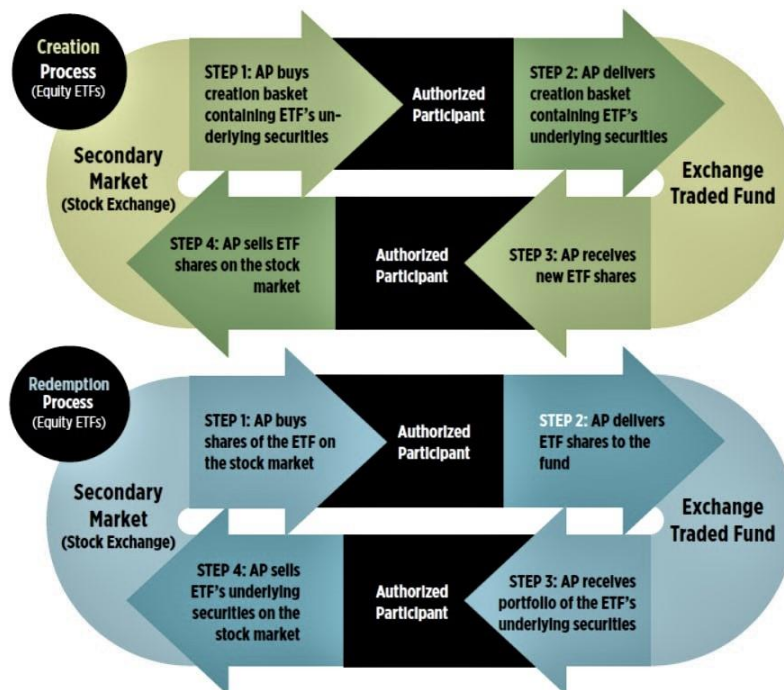 Creation
Process
(Equity ETFs)
STEP 1: AP buys
creation basket
containing ETF's un-
derlying securities
Authorized
Participant
STEP 2: AP delivers
creation basket
containing ETF's
underlying securities
Secondary
Market
(Stock Exchange)
Exchange
Traded Fund
STEP 4: AP sells ETF
shares on the stock
market
Authorized
Participant
STEP 3: AP receives
new ETF shares
Redemption
Process
(Equity ETFs)
STEP 1: AP buys
shares of the ETF on
the stock market
Authorized
Participant
STEP 2: AP delivers
ETF shares to the
fund
Secondary
Market
(Stock Exchange)
Exchange
Traded Fund
STEP 4: AP sells
ETF's underlying
securities on the
stock market
Authorized
Participant
STEP 3: AP receives
portfolio of the ETF's
underlying securities